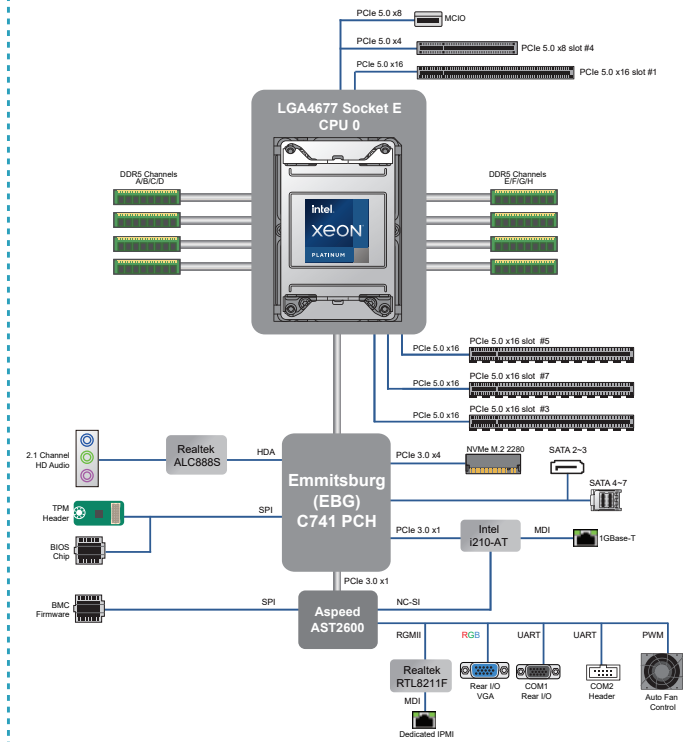 PCIe 5.0 x8
MCIO
PCIe 5.0 x4
PCIe 5.0 x8 slot #4
PCIe 5.0 x16
PCIe 5.0 x16 slot #1
LGA4677 Socket E
CPU 0
DDR5 Channels
A/B/C/D
DDR5 Channels
E/F/G/H
intel
XEON
PLATINUM
PCIe 5.0 x16
PCIe 5.0 x16 slot #5
PCIe 5.0 x16
PCIe 5.0 x16 slot #7
PCIe 5.0 x16
PCIe 5.0 x16 slot #3
2.1 Channel
HD Audio
Realtek
ALC888S
HDA
Emmitsburg
(EBG)
C741 PCH
PCIe 3.0 x4
NVMe M.2 2280
SATA 2~3
SATA 4~7
TPM
Header
SPI
BIOS
Chip
PCIe 3.0 x1
Intel
i210-AT
MDI
1GBase-T
PCIe 3.0 x1
BMC
Firmware
SPI
Aspeed
AST2600
NC-SI
RGMII
RGB
UART
UART
PWM
Realtek
RTL8211F
MDI
Dedicated IPMI
Rear I/O
VGA
COM1
Rear I/O
COM2
Header
Auto Fan
Control